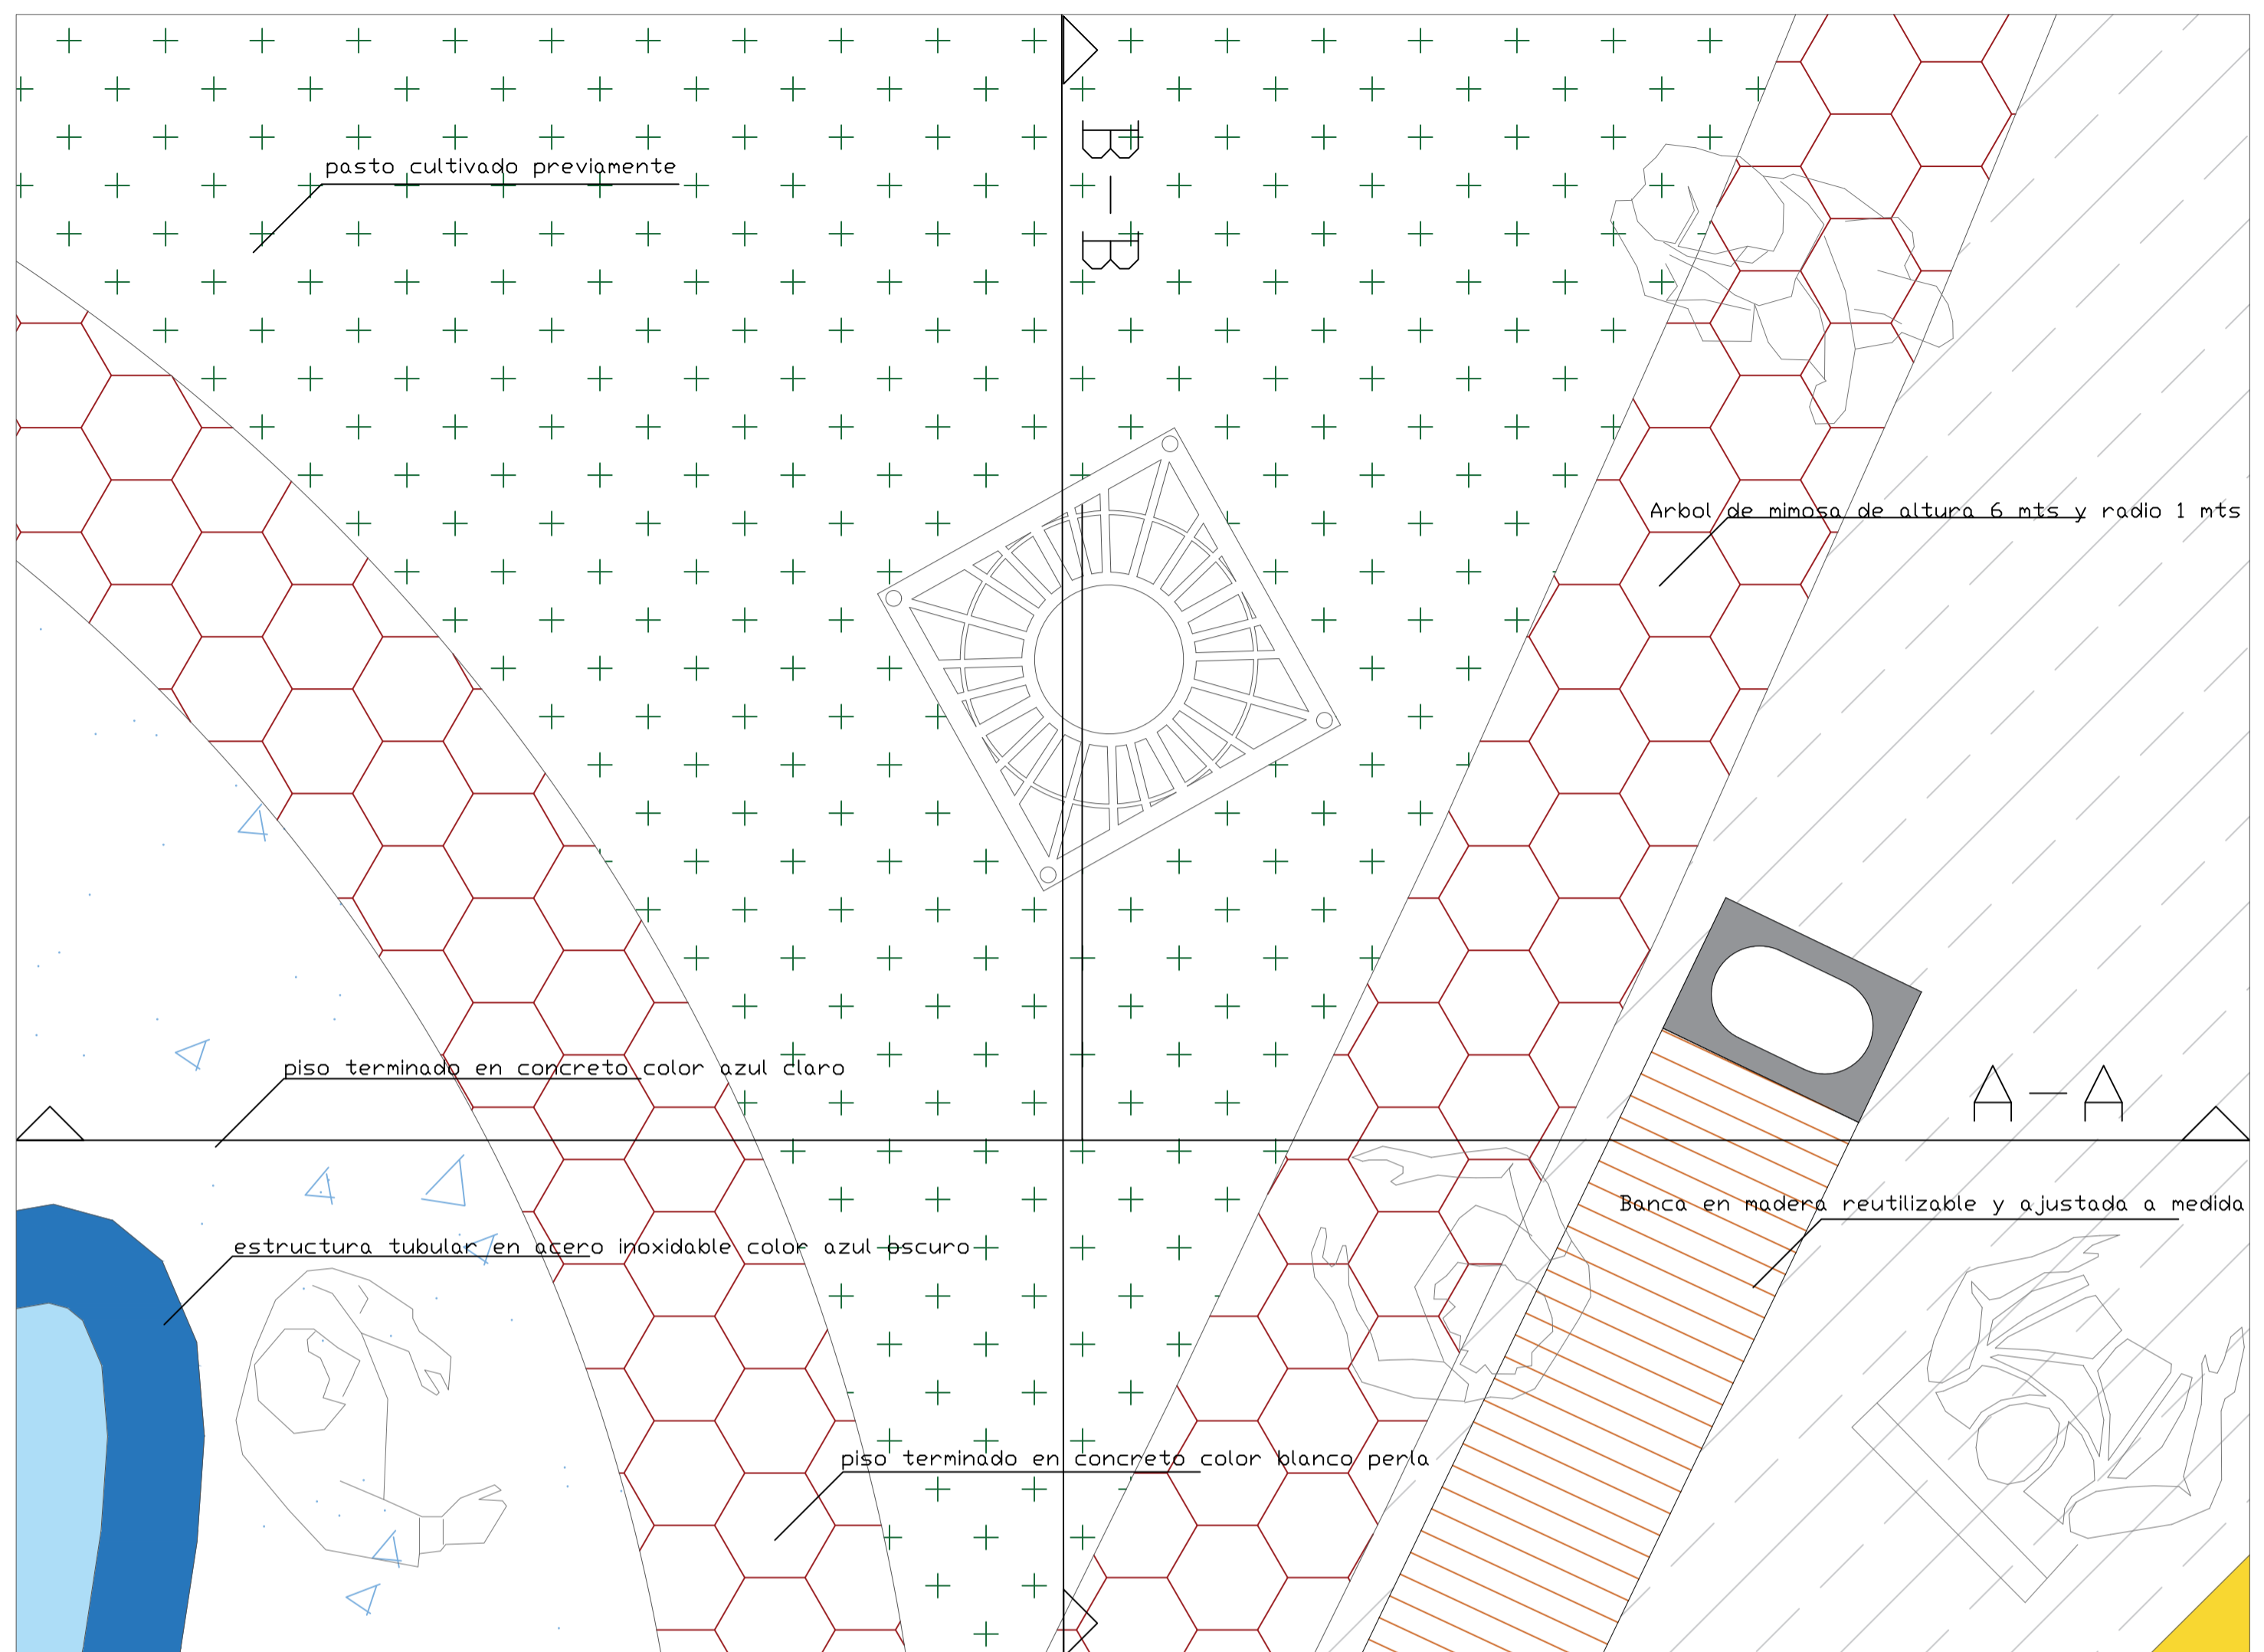 B-B
pasto cultivado previamente
Arbol de mimosa de altura 6 mts y radio 1 mts
piso terminado en concreto color azul claro
A-A
Banca en madera reutilizable y ajustada a medida
estructura tubular en acero inoxidable color azul oscuro
piso terminado en concreto color blanco perla